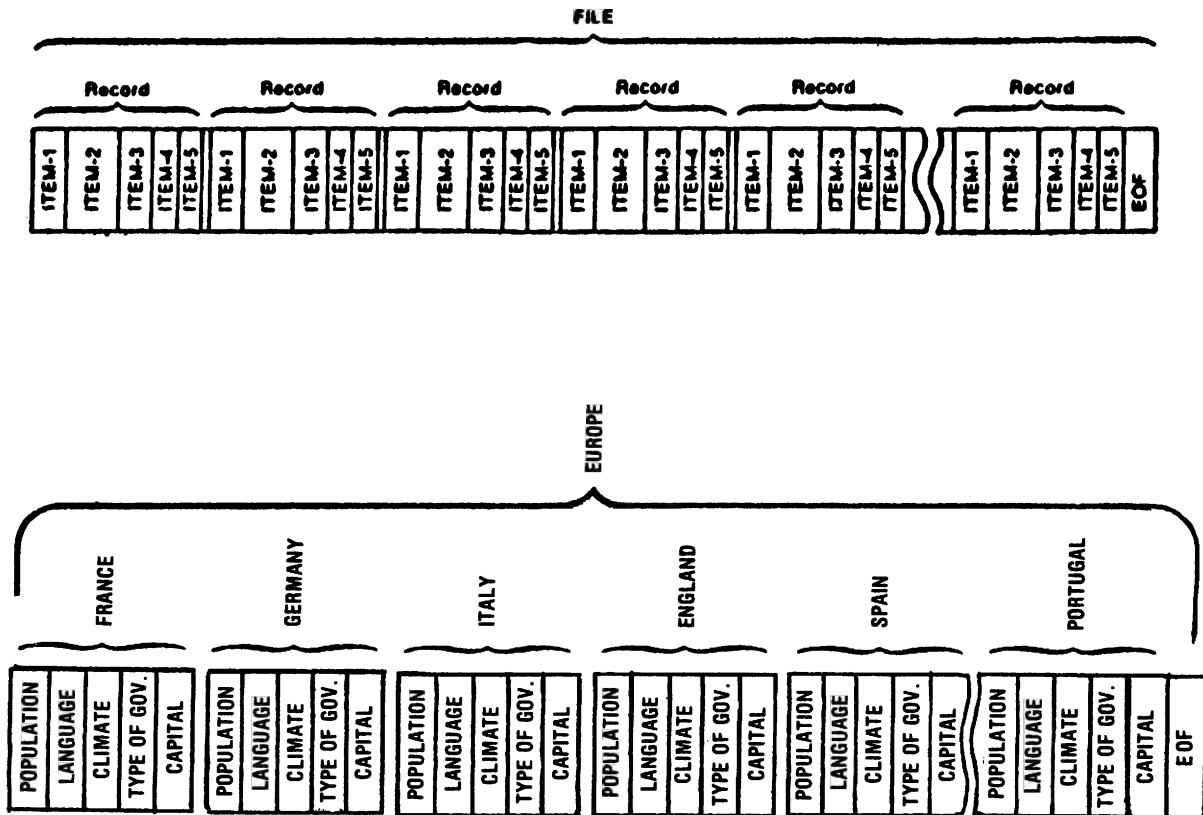 FILE
Record Record Record Record Record Record
ITEM-1
ITEM-2
ITEM-3
ITEM-4
ITEM-5
ITEM-1
ITEM-2
ITEM-3
ITEM-4
ITEM-5
ITEM-1
ITEM-2
ITEM-3
ITEM-4
ITEM-5
ITEM-1
ITEM-2
ITEM-3
ITEM-4
ITEM-5
ITEM-1
ITEM-2
ITEM-3
ITEM-4
ITEM-5
ITEM-1
ITEM-2
ITEM-3
ITEM-4
ITEM-5
EOF
EUROPE
FRANCE
GERMANY
ITALY
ENGLAND
SPAIN
PORTUGAL
POPULATION
LANGUAGE
CLIMATE
TYPE OF GOV.
CAPITAL
POPULATION
LANGUAGE
CLIMATE
TYPE OF GOV.
CAPITAL
POPULATION
LANGUAGE
CLIMATE
TYPE OF GOV.
CAPITAL
POPULATION
LANGUAGE
CLIMATE
TYPE OF GOV.
CAPITAL
POPULATION
LANGUAGE
CLIMATE
TYPE OF GOV.
CAPITAL
POPULATION
LANGUAGE
CLIMATE
TYPE OF GOV.
CAPITAL
EOF